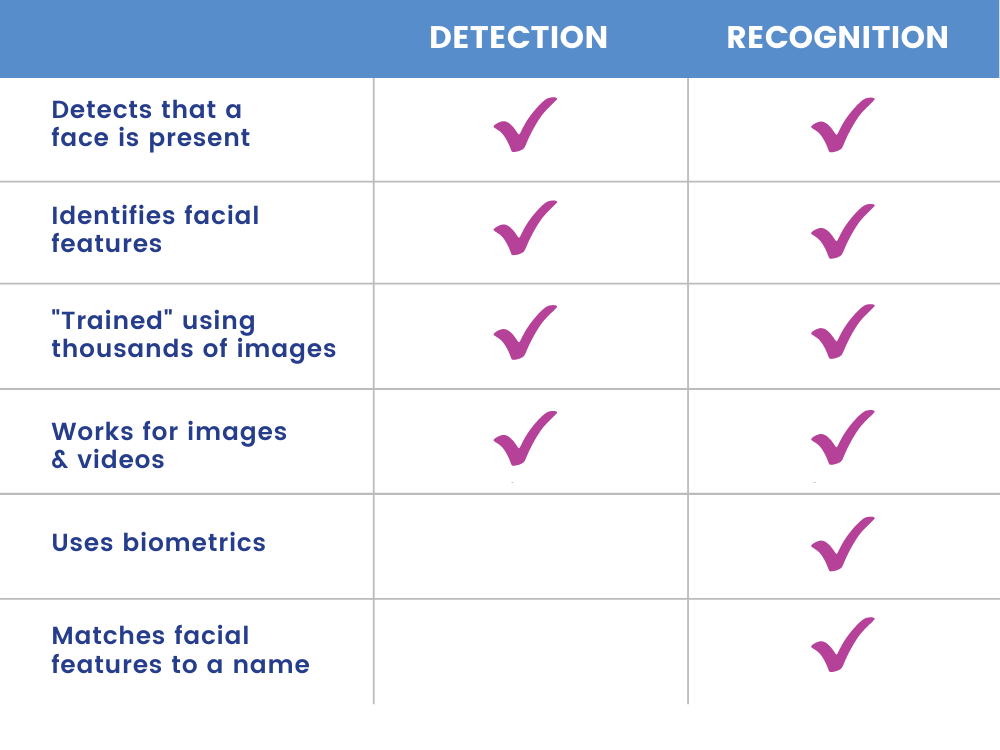 DETECTION RECOGNITION
Detects that a
face is present
Identifies facial
features
"Trained" using
thousands of images
Works for images
& videos
Uses biometrics
Matches facial
features to a name